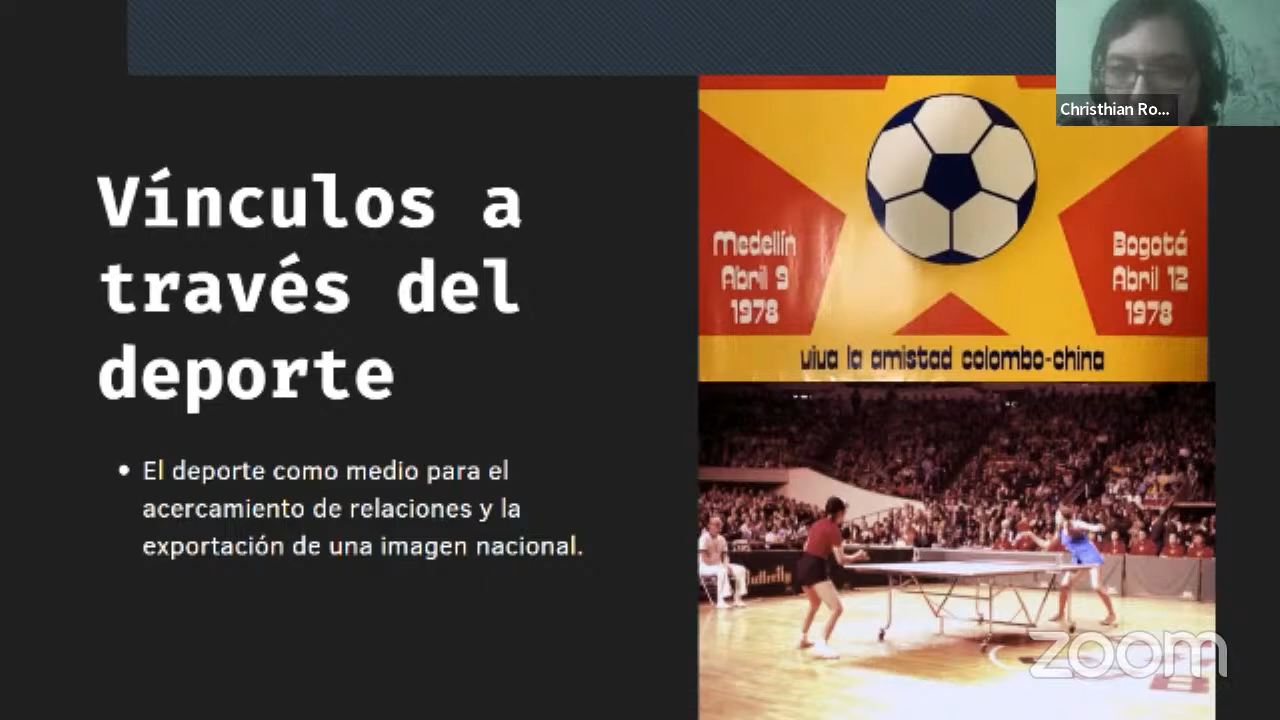 Christhian Ro...
Vínculos a
través del
deporte
El deporte como medio para el
acercamiento de relaciones y la
exportación de una imagen nacional.
Medellín
Abril 9
1978
Bogotá
Abril 12
1978
viva la amistad colombo-china
Butterfly
zoom